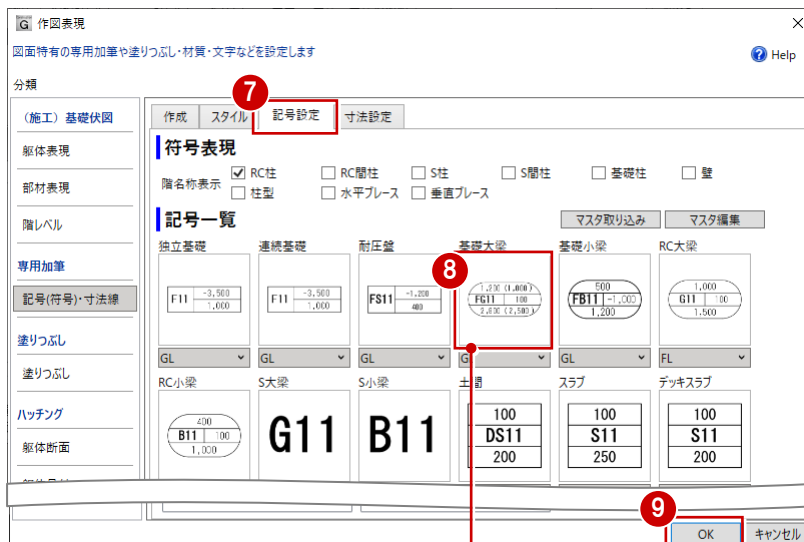 G 作図表現
図面特有の専用加筆や塗りつぶし・材質・文字などを設定します
Help
分類
7
(施工) 基礎伏図
作成 スタイル 記号設定 寸法設定
躯体表現
符号表現
階名称表示 RC柱 RC間柱 S柱 S間柱 基礎柱 壁
柱型 水平ブレース 垂直ブレース
部材表現
階レベル
記号一覧 マスタ取り込み マスタ編集
独立基礎 連続基礎 耐圧盤 基礎大梁 基礎小梁 RC大梁
専用加筆
8
F11 -3,500 1,000
F11 -3,500 1,000
FS11 -1,200 400
1,200 (1,000) FG11 100 2,800 (2,500)
500 FB11 -1,000 1,200
1,000 G11 100 1,500
記号(符号)・寸法線
塗りつぶし
GL GL GL GL FL
塗りつぶし
RC小梁 S大梁 S小梁 土間 スラブ デッキスラブ
ハッチング
400 B11 100 1,000
G11
B11
100 DS11 200
100 S11 250
100 S11 200
躯体断面
9
OK キャンセル